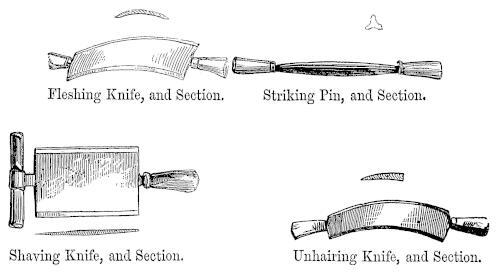 Fleshing Knife, and Section.
Striking Pin, and Section.
Shaving Knife, and Section.
Unhairing Knife, and Section.